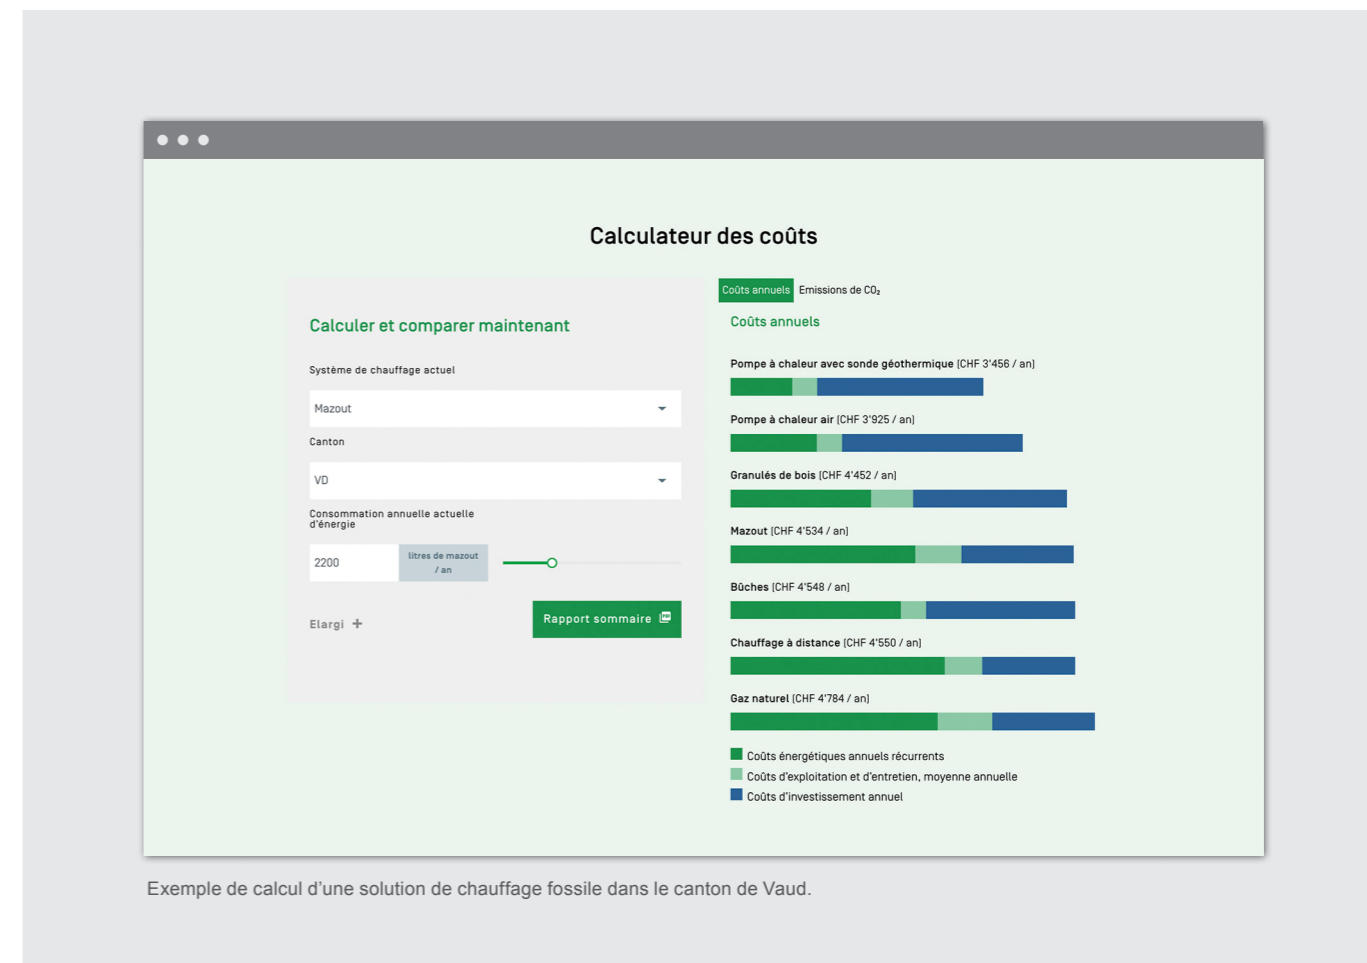 Calculateur des coûts
Calculer et comparer maintenant
Système de chauffage actuel
Mazout
Canton
VD
Consommation annuelle actuelle
d'énergie
2200
litres de mazout
/ an
Elargi +
Rapport sommaire
Coûts annuels
Emissions de CO₂
Coûts annuels
Pompe à chaleur avec sonde géothermique (CHF 3'456 / an)
Pompe à chaleur air (CHF 3'925 / an)
Granulés de bois (CHF 4'452 / an)
Mazout (CHF 4'534 / an)
Bûches (CHF 4'548 / an)
Chauffage à distance (CHF 4'550 / an)
Gaz naturel (CHF 4'784 / an)
Coûts énergétiques annuels récurrents
Coûts d'exploitation et d'entretien, moyenne annuelle
Coûts d'investissement annuel
Exemple de calcul d’une solution de chauffage fossile dans le canton de Vaud.